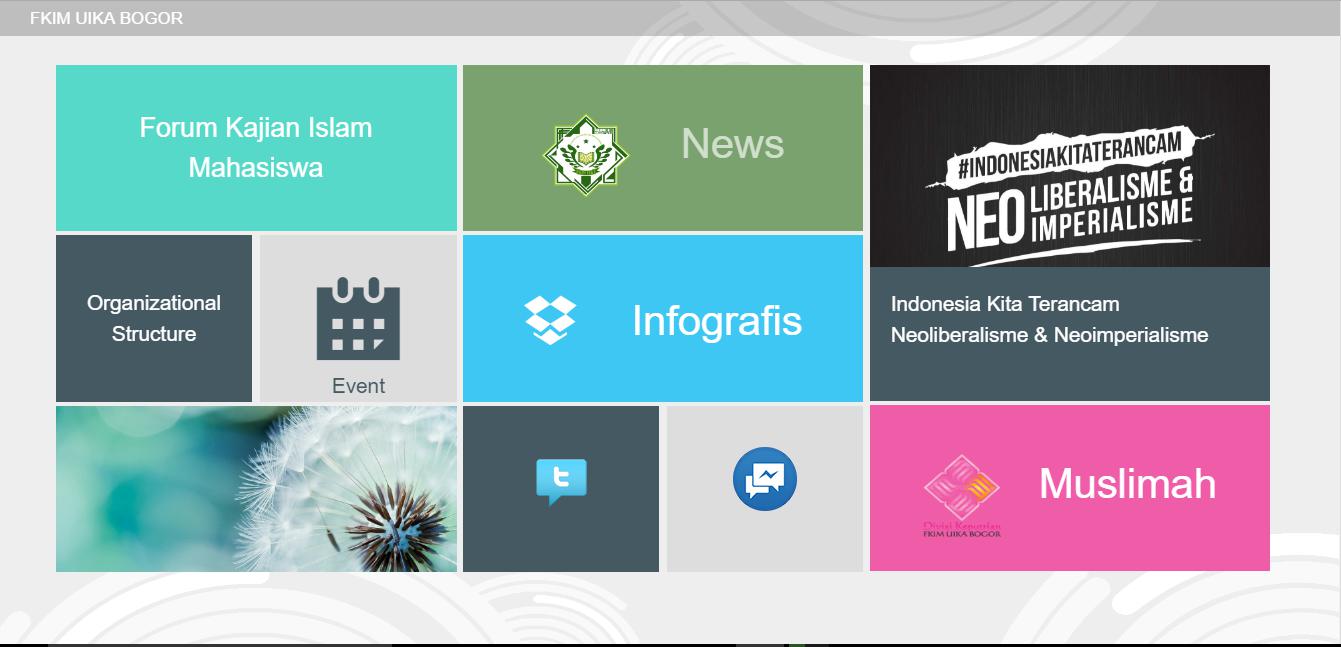 FKIM UIKA BOGOR
Forum Kajian Islam
Mahasiswa
News
#INDONESIAKITATERANCAM
NEO LIBERALISME &
IMPERIALISME
Organizational
Structure
Event
Infografis
Indonesia Kita Terancam
Neoliberalisme & Neoimperialisme
t
Divisi Keputrian
FKIM UIKA BOGOR
Muslimah